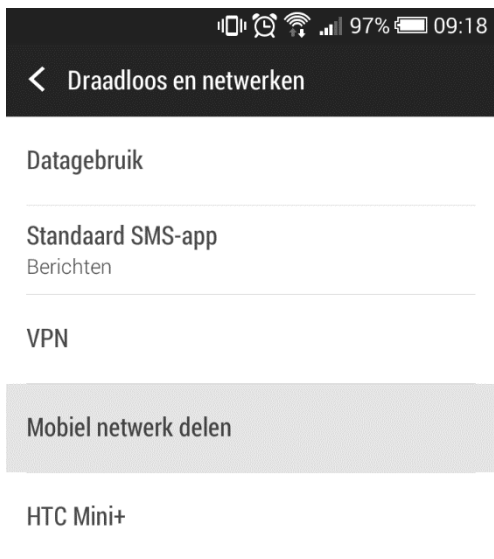 97% 09:18
Draadloos en netwerken
Datagebruik
Standaard SMS-app
Berichten
VPN
Mobiel netwerk delen
HTC Mini+